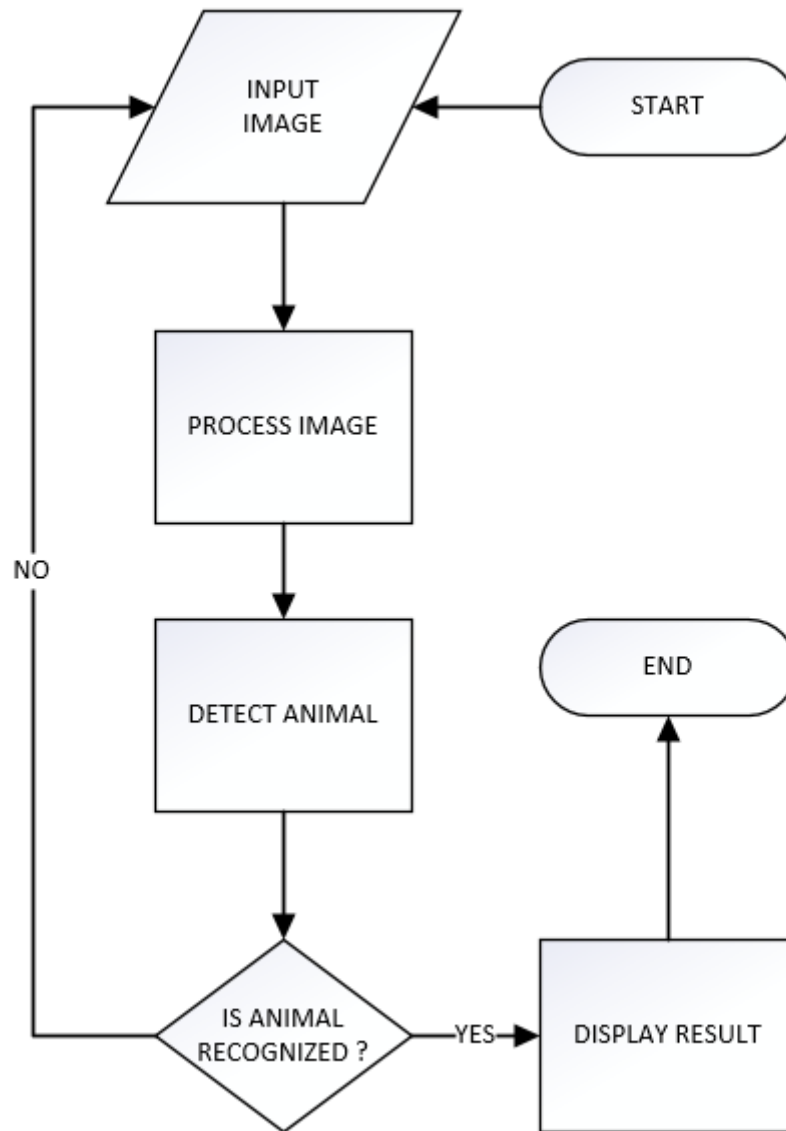 INPUT
IMAGE
START
PROCESS IMAGE
NO
DETECT ANIMAL
END
IS ANIMAL
RECOGNIZED ?
YES
DISPLAY RESULT